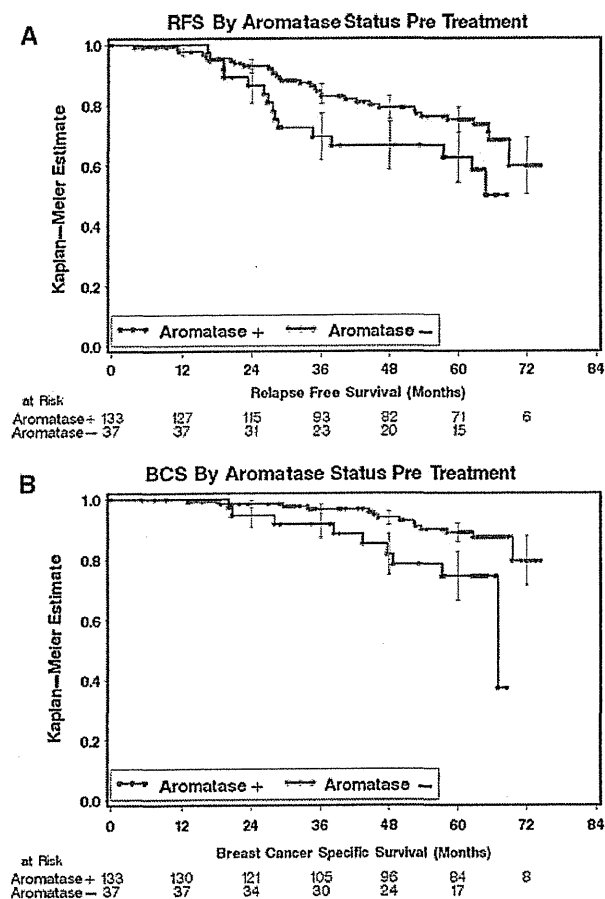 A
RFS By Aromatase Status Pre Treatment
Kaplan—Meier Estimate
1.0
0.8
0.6
0.4
0.2
0.0
Aromatase + Aromatase —
0 12 24 36 48 60 72 84
Relapse Free Survival (Months)
at Risk
Aromatase+ 133 127 115 93 82 71 6
Aromatase— 37 37 31 23 20 15
B
BCS By Aromatase Status Pre Treatment
Kaplan—Meier Estimate
1.0
0.8
0.6
0.4
0.2
0.0
Aromatase + Aromatase —
0 12 24 36 48 60 72 84
Breast Cancer Specific Survival (Months)
at Risk
Aromatase+ 133 130 121 105 96 84 8
Aromatase— 37 37 34 30 24 17